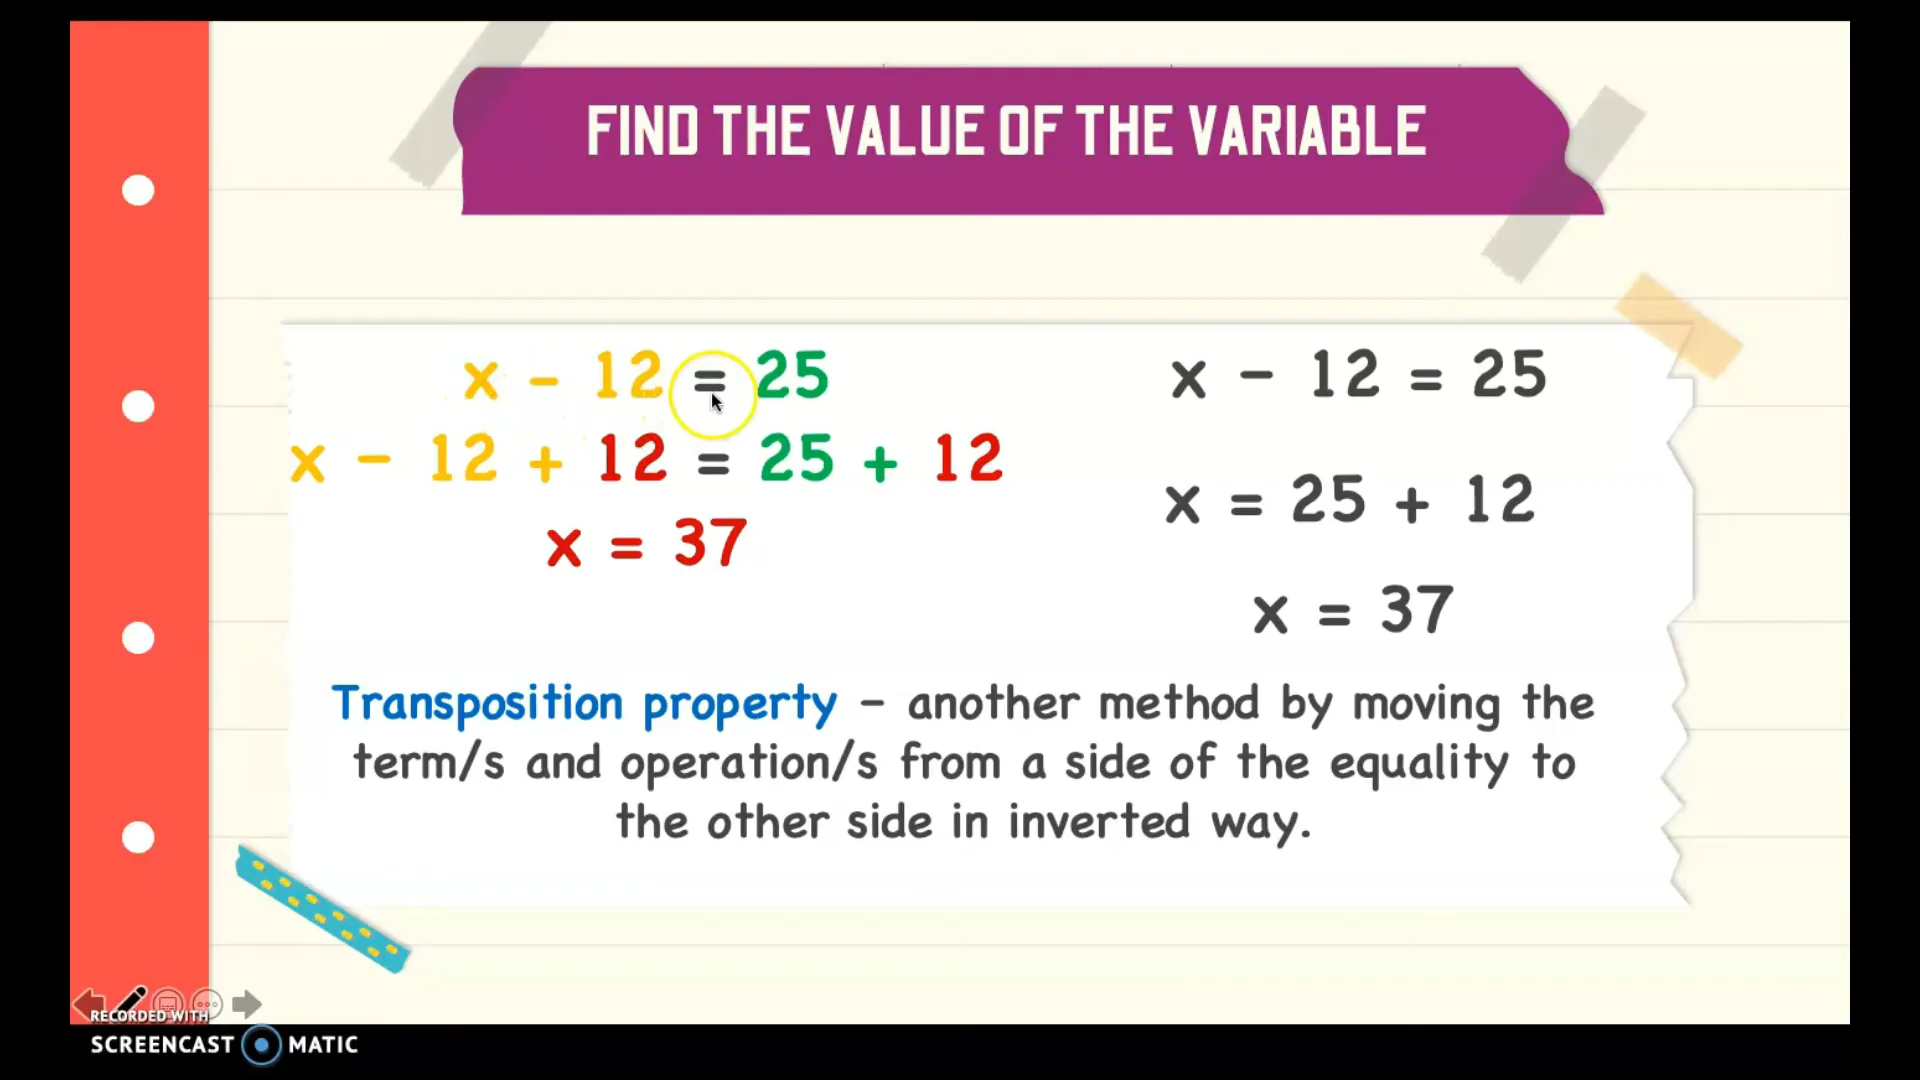 FIND THE VALUE OF THE VARIABLE
x - 12 = 25
x - 12 + 12 = 25 + 12
x = 37
x - 12 = 25
x = 25 + 12
x = 37
Transposition property - another method by moving the
term/s and operation/s from a side of the equality to
the other side in inverted way.
RECORDED WITH
SCREENCAST MATIC